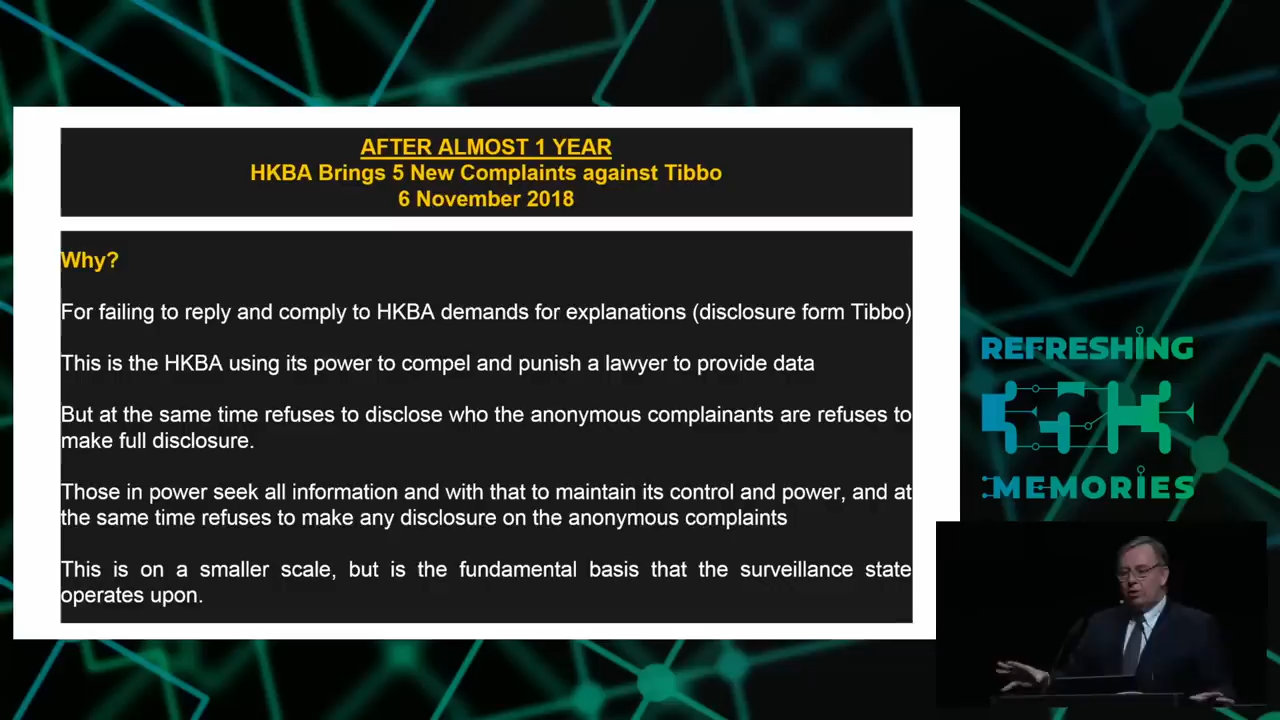 AFTER ALMOST 1 YEAR
HKBA Brings 5 New Complaints against Tibbo
6 November 2018
Why?
For failing to reply and comply to HKBA demands for explanations (disclosure form Tibbo)
This is the HKBA using its power to compel and punish a lawyer to provide data
But at the same time refuses to disclose who the anonymous complainants are refuses to
make full disclosure.
Those in power seek all information and with that to maintain its control and power, and at
the same time refuses to make any disclosure on the anonymous complaints
This is on a smaller scale, but is the fundamental basis that the surveillance state
operates upon.
REFRESHING
35K
:MEMORIES